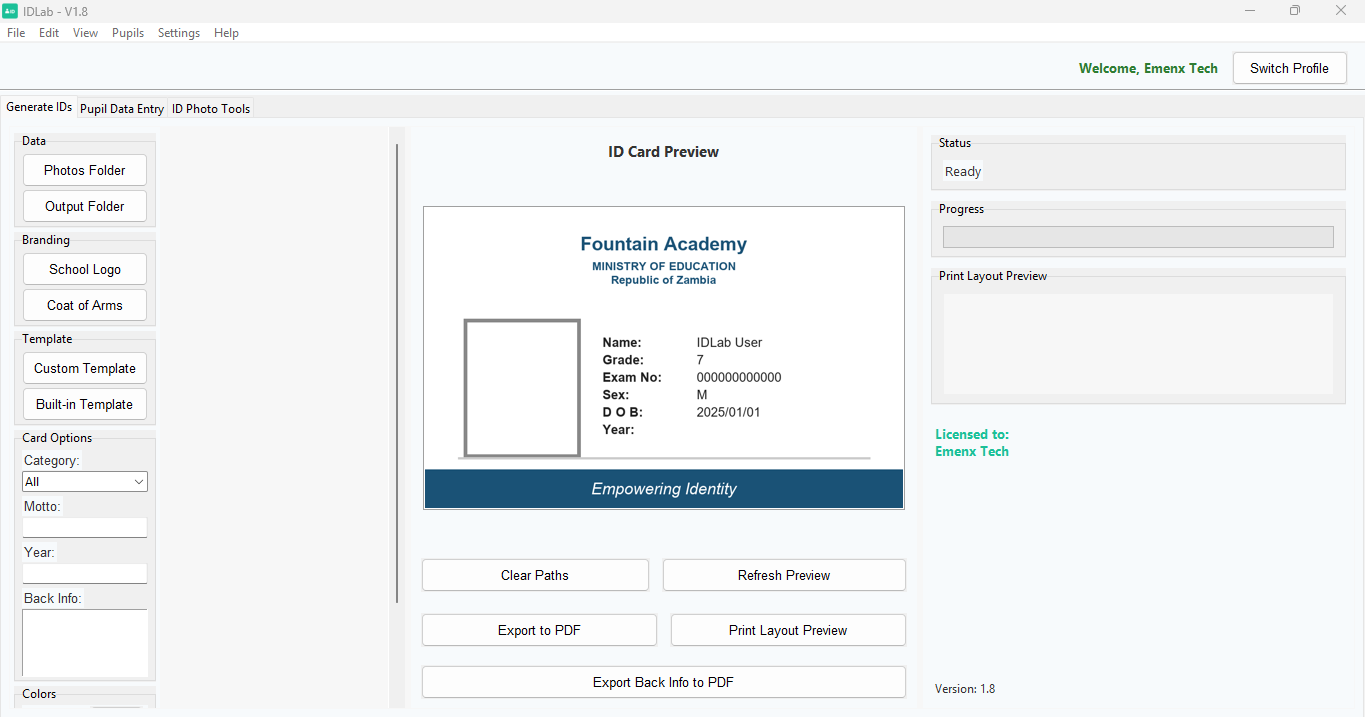 IDLab - V1.8
File Edit View Pupils Settings Help
Welcome, Emenx Tech
Switch Profile
Generate IDs
Pupil Data Entry
ID Photo Tools
Data
Photos Folder
Output Folder
Branding
School Logo
Coat of Arms
Template
Custom Template
Built-in Template
Card Options
Category:
All
Motto:
Year:
Back Info:
Colors
ID Card Preview
Fountain Academy
MINISTRY OF EDUCATION
Republic of Zambia
Name: IDLab User
Grade: 7
Exam No: 000000000000
Sex: M
D O B: 2025/01/01
Year:
Empowering Identity
Clear Paths
Refresh Preview
Export to PDF
Print Layout Preview
Export Back Info to PDF
Status
Ready
Progress
Print Layout Preview
Licensed to:
Emenx Tech
Version: 1.8